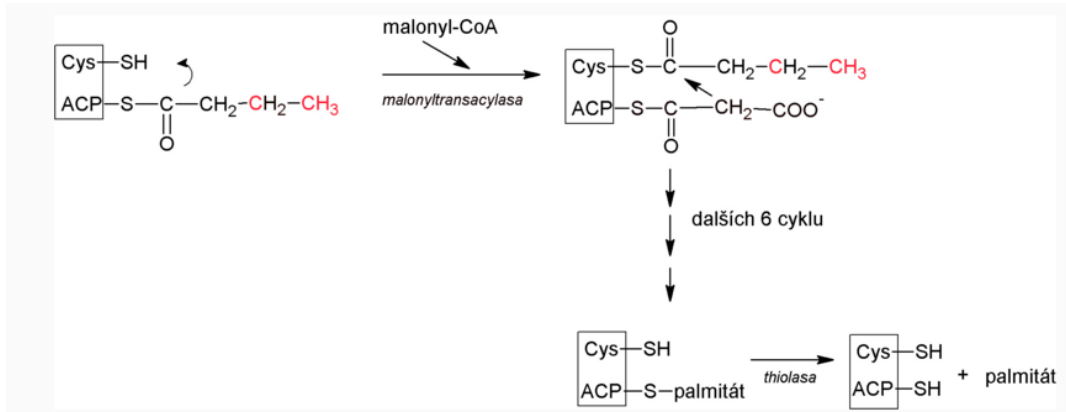 malonyl-CoA
Cys—SH
malonyltransacylasa
ACP—S—C—CH2—CH2—CH3
O
O
Cys—S—C—CH2—CH2—CH3
ACP—S—C—CH2—COO-
O
dalších 6 cyklu
Cys—SH
ACP—S—palmitát
thiolasa
Cys—SH
ACP—SH
+ palmitát